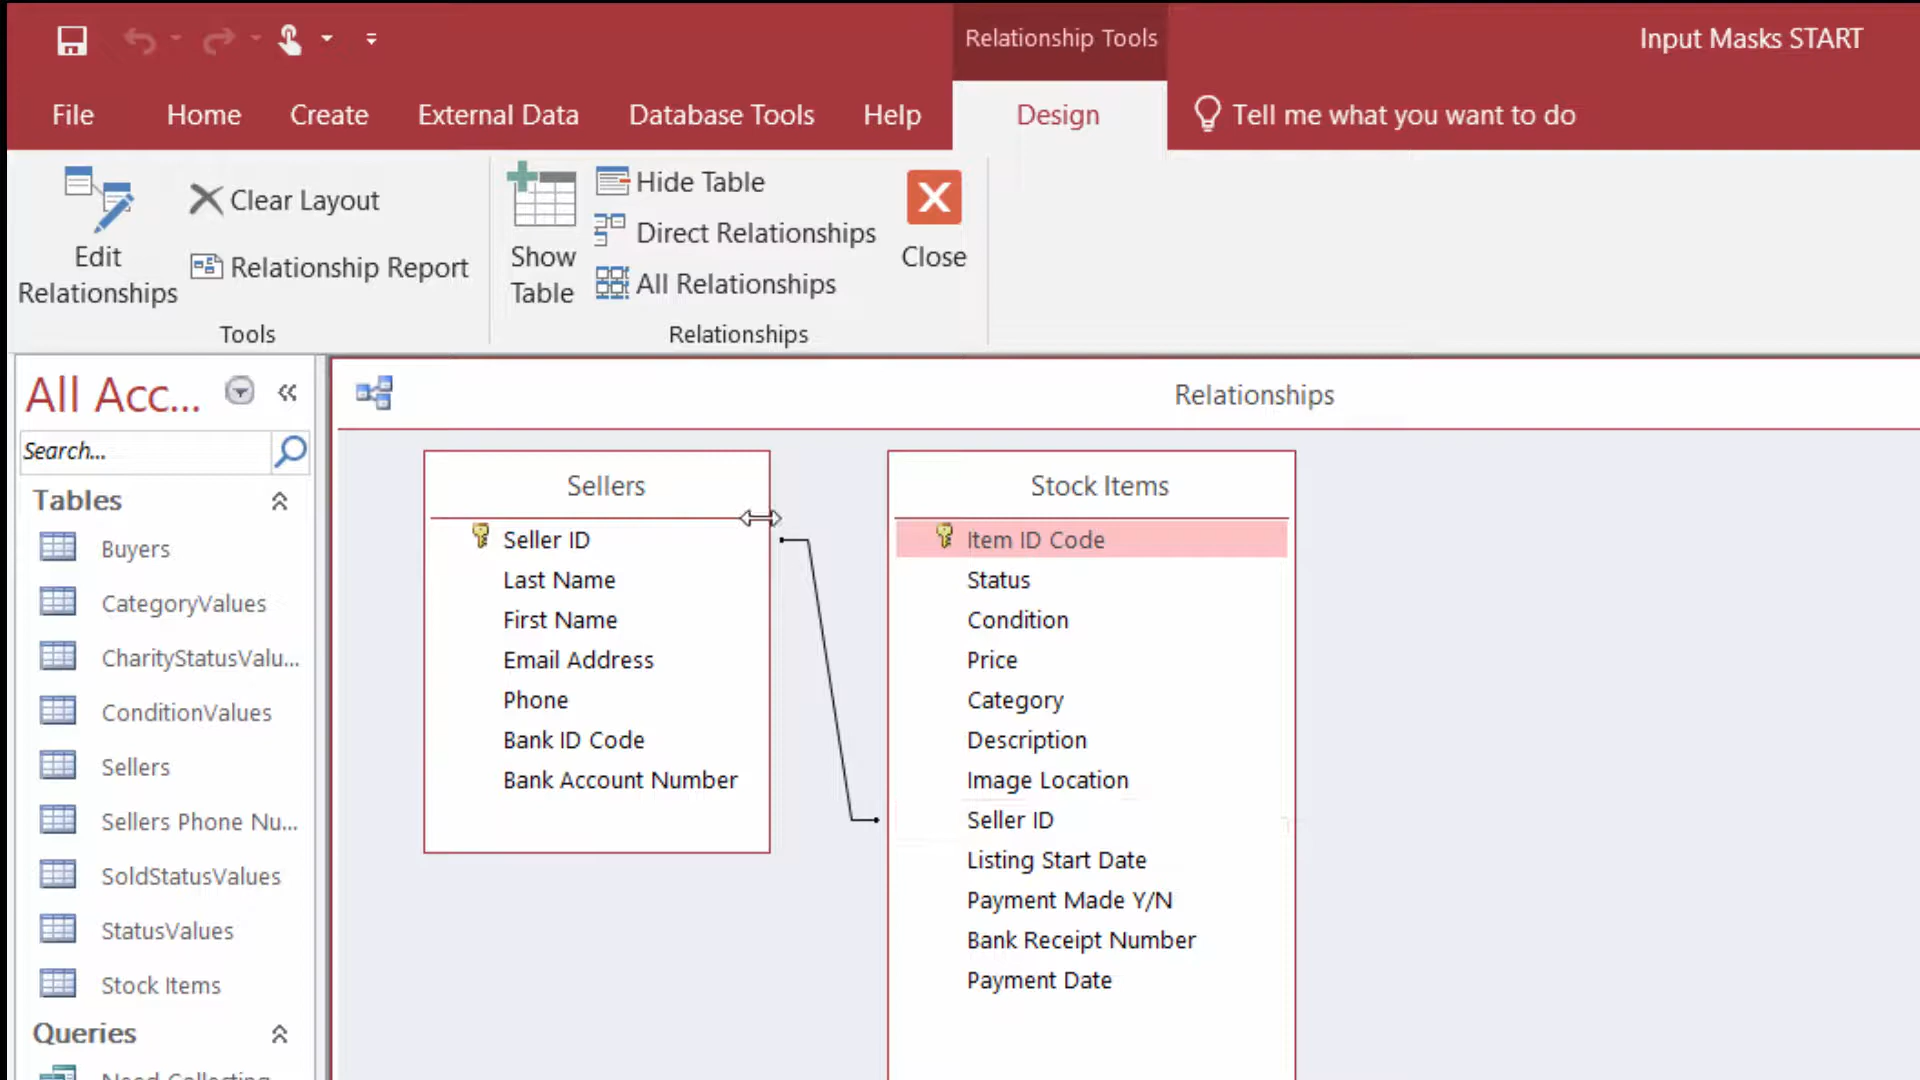 Relationship Tools
Input Masks START
File
Home
Create
External Data
Database Tools
Help
Design
Tell me what you want to do
Edit
Relationships
Clear Layout
Relationship Report
Tools
Show
Table
Hide Table
Direct Relationships
All Relationships
Relationships
Close
All Acc...
Search...
Tables
Buyers
CategoryValues
CharityStatusValu...
ConditionValues
Sellers
Sellers Phone Nu...
SoldStatusValues
StatusValues
Stock Items
Queries
Need Collecting
Relationships
Sellers
Seller ID
Last Name
First Name
Email Address
Phone
Bank ID Code
Bank Account Number
Stock Items
Item ID Code
Status
Condition
Price
Category
Description
Image Location
Seller ID
Listing Start Date
Payment Made Y/N
Bank Receipt Number
Payment Date